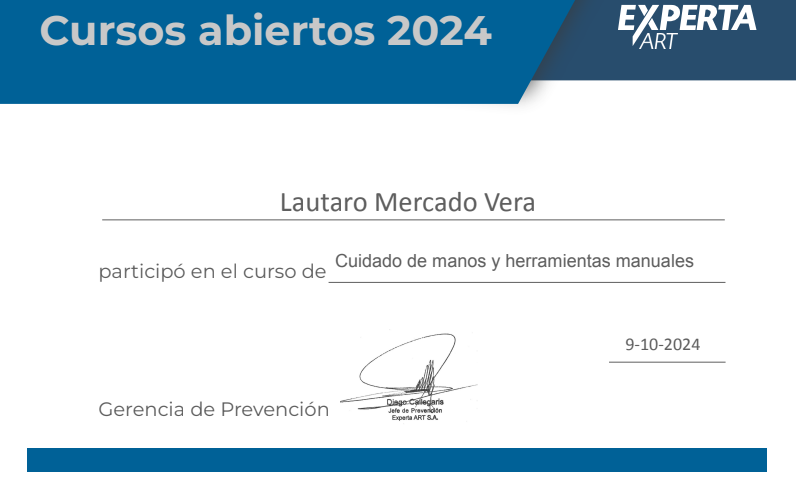 Cursos abiertos 2024
EXPERTA
ART
Lautaro Mercado Vera
participó en el curso de Cuidado de manos y herramientas manuales
9-10-2024
Gerencia de Prevención
Diego Callegaris
Jefe de Prevención
Experta ART S.A.